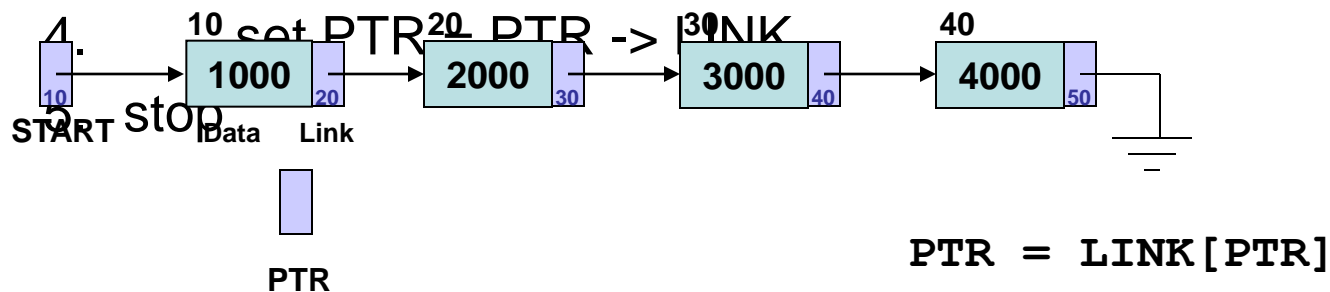 4. set PTR = PTR -> LINK
10 20 30 40
1000 2000 3000 4000
10 20 30 40 50
5. stop
START Data Link
PTR
PTR = LINK[PTR]